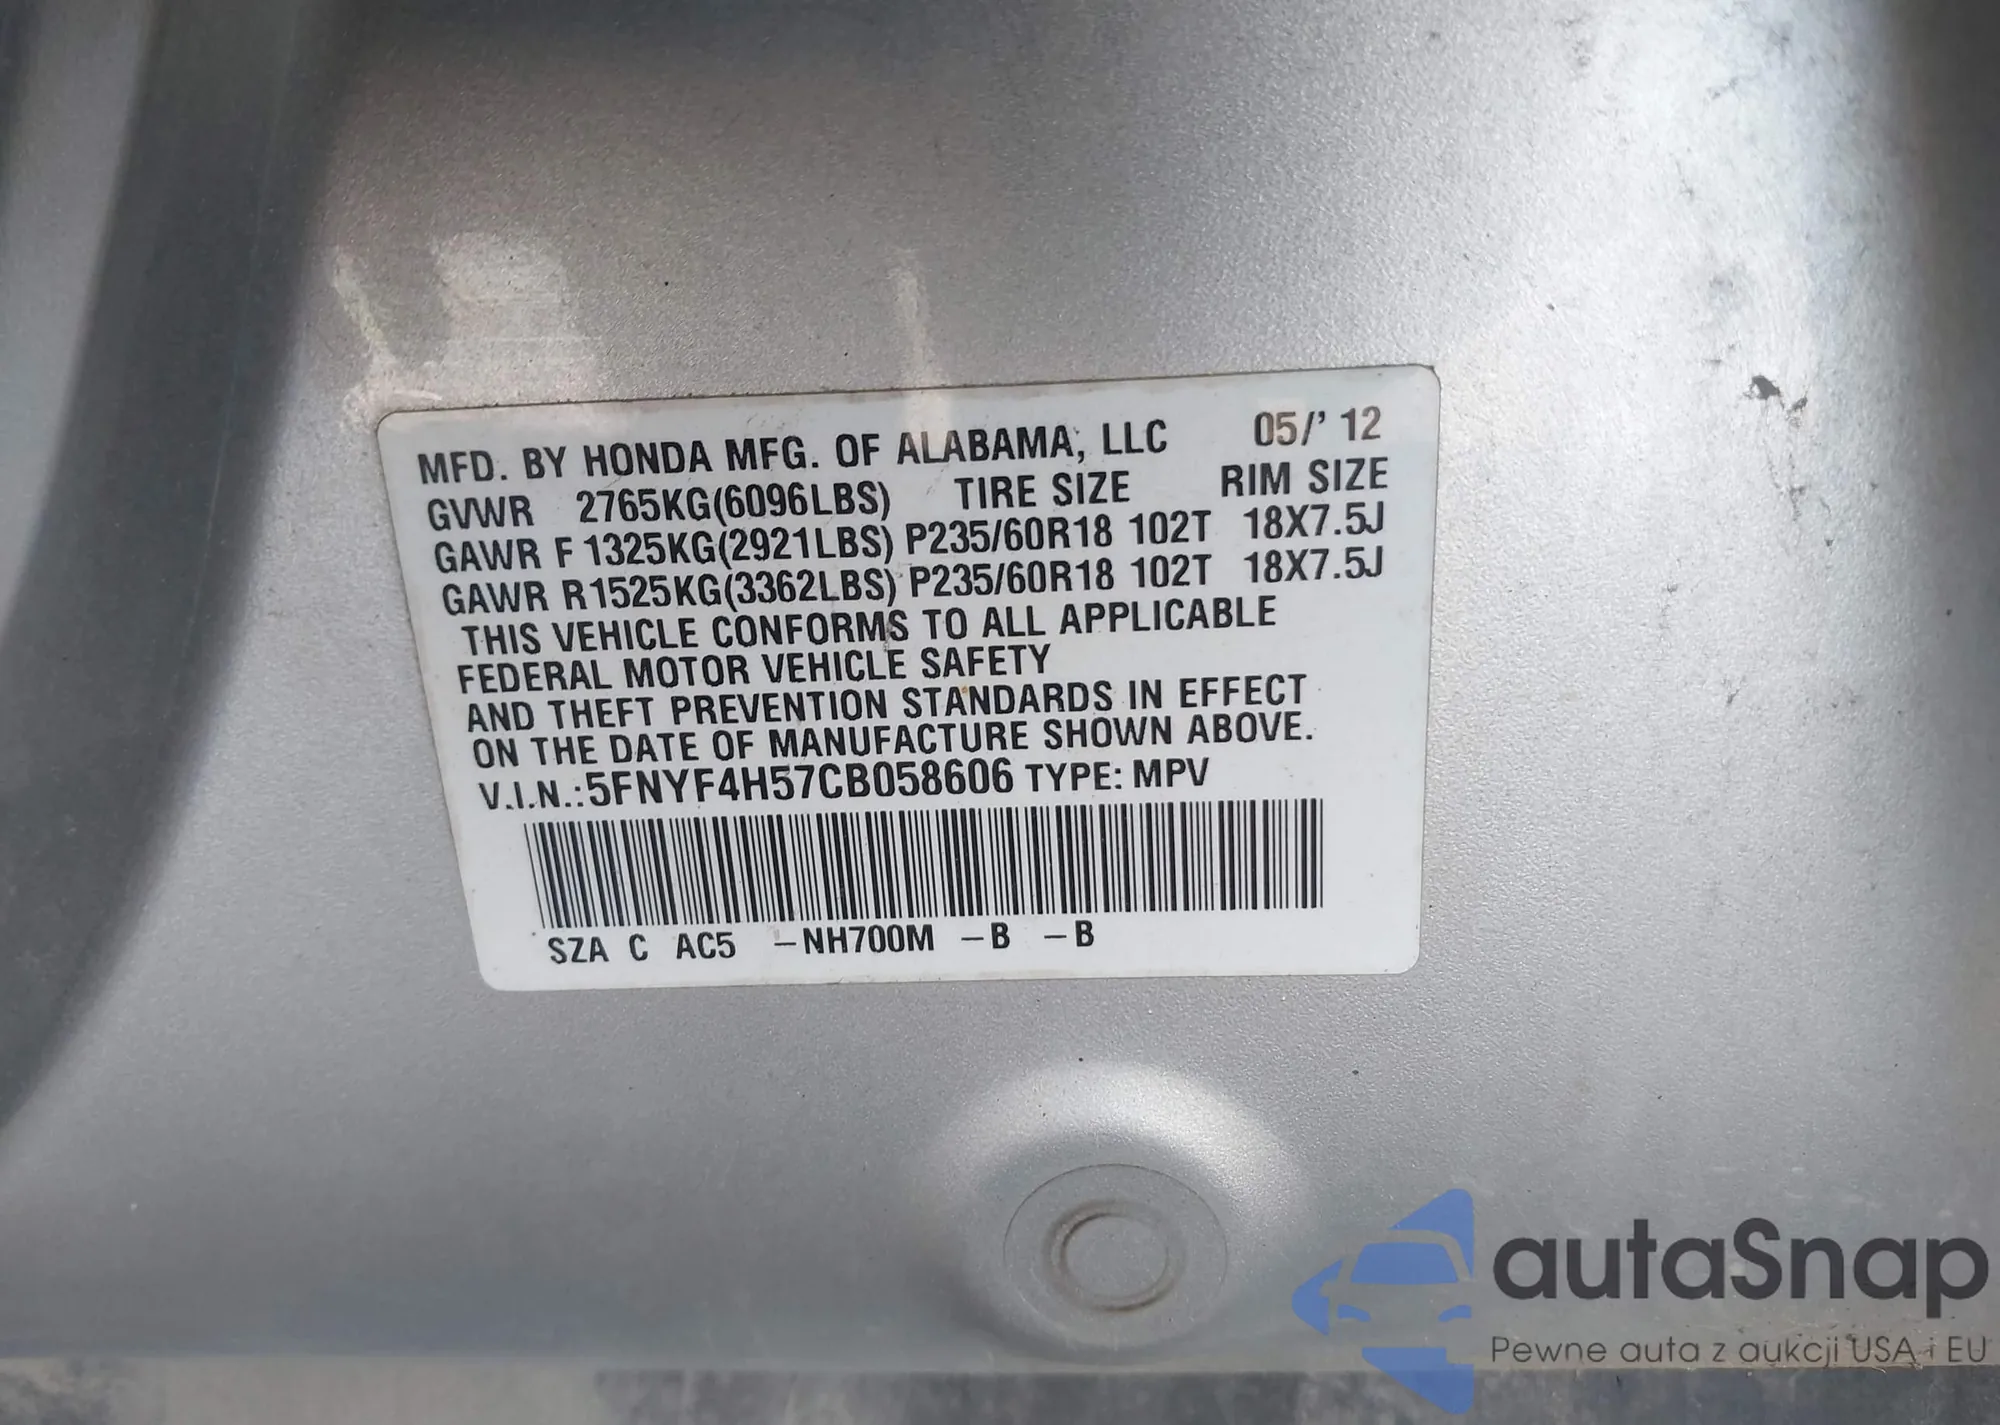 MFD. BY HONDA MFG. OF ALABAMA, LLC 05/' 12
GVWR 2765KG(6096LBS) TIRE SIZE RIM SIZE
GAWR F 1325KG(2921LBS) P235/60R18 102T 18X7.5J
GAWR R 1525KG(3362LBS) P235/60R18 102T 18X7.5J
THIS VEHICLE CONFORMS TO ALL APPLICABLE
FEDERAL MOTOR VEHICLE SAFETY
AND THEFT PREVENTION STANDARDS IN EFFECT
ON THE DATE OF MANUFACTURE SHOWN ABOVE.
V.I.N.:5FNYF4H57CB058606 TYPE: MPV
SZA C AC5 -NH700M -B -B
autaSnap
Pewne auta z aukcji USA i EU